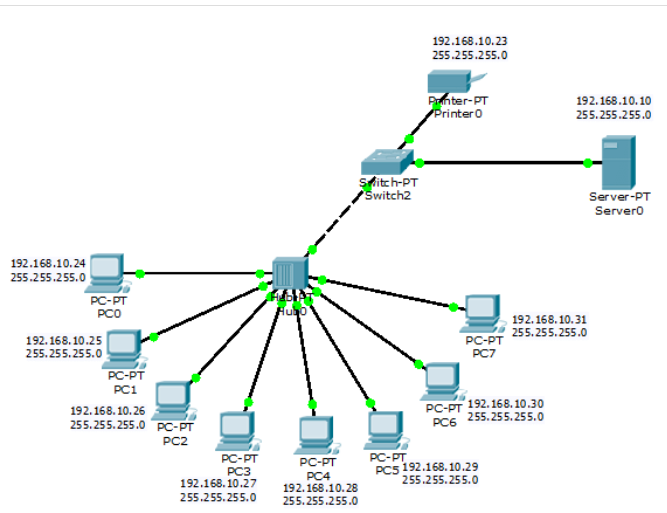 192.168.10.23
255.255.255.0
Printer-PT
Printer0
192.168.10.10
255.255.255.0
Switch-PT
Switch2
Server-PT
Server0
192.168.10.24
255.255.255.0
PC-PT
PC0
Hub-PT
Hub0
192.168.10.25
255.255.255.0
PC-PT
PC1
192.168.10.26
255.255.255.0
PC-PT
PC2
PC-PT
PC3
192.168.10.27
255.255.255.0
PC-PT
PC4
192.168.10.28
255.255.255.0
PC-PT
PC5
192.168.10.29
255.255.255.0
PC-PT
PC6
192.168.10.30
255.255.255.0
PC-PT
PC7
192.168.10.31
255.255.255.0